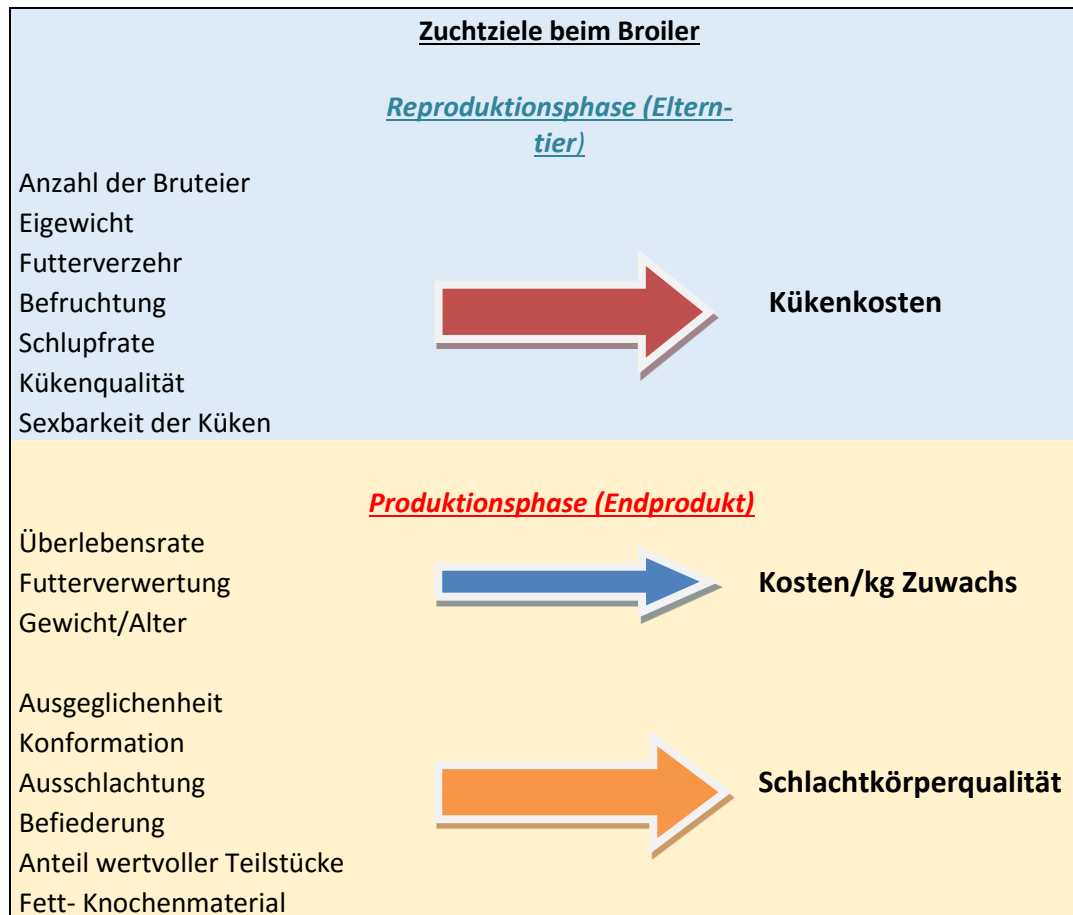 Zuchtziele beim Broiler
Reproduktionsphase (Eltern-
tier)
Anzahl der Bruteier
Eigewicht
Futterverzehr
Befruchtung
Schlupfrate
Kükenqualität
Sexbarkeit der Küken
Kükenkosten
Produktionsphase (Endprodukt)
Überlebensrate
Futterverwertung
Gewicht/Alter
Kosten/kg Zuwachs
Ausgeglichenheit
Konformation
Ausschlachtung
Befiederung
Anteil wertvoller Teilstücke
Fett- Knochenmaterial
Schlachtkörperqualität